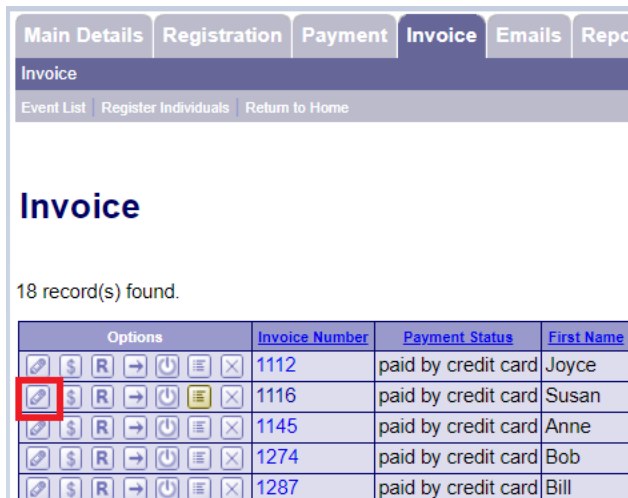 Main Details Registration Payment Invoice Emails Repo
Invoice
Event List Register Individuals Return to Home
Invoice
18 record(s) found.
Options Invoice Number Payment Status First Name
$ R 1112 paid by credit card Joyce
$ R 1116 paid by credit card Susan
$ R 1145 paid by credit card Anne
$ R 1274 paid by credit card Bob
$ R 1287 paid by credit card Bill